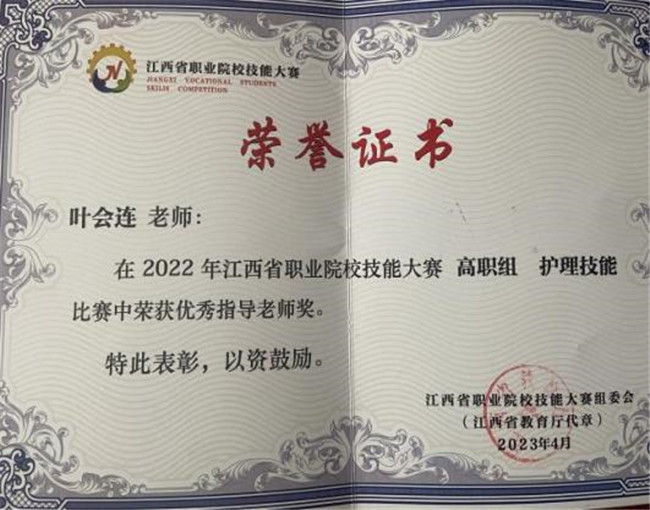 江西省职业院校技能大赛
JIANGXI VOCATIONAL STUDENTS
SKILLS COMPETITION
荣誉证书
叶会连 老师：
在 2022 年江西省职业院校技能大赛 高职组 护理技能
比赛中荣获优秀指导老师奖。
特此表彰，以资鼓励。
江西省职业院校技能大赛组委会
（江西省教育厅代章）
2023年4月